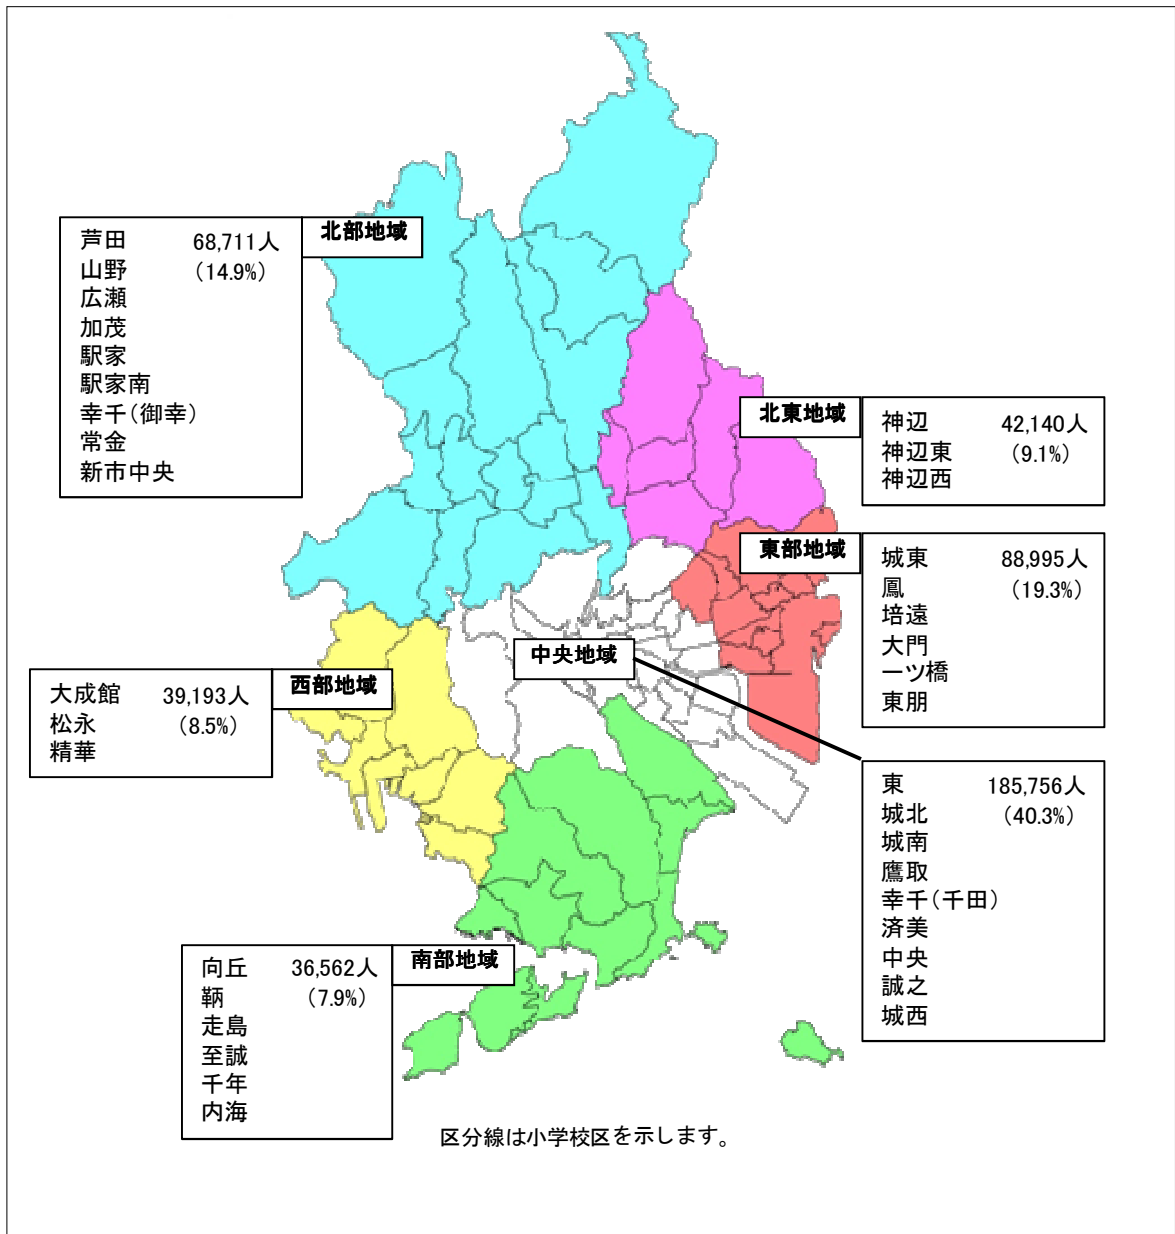 北部地域
芦田 68,711人
山野 (14.9%)
広瀬
加茂
駅家
駅家南
幸千(御幸)
常金
新市中央
北東地域
神辺 42,140人
神辺東 (9.1%)
神辺西
東部地域
城東 88,995人
鳳 (19.3%)
培遠
大門
一ツ橋
東朋
中央地域
東 185,756人
城北 (40.3%)
城南
鷹取
幸千(千田)
済美
中央
誠之
城西
西部地域
大成館 39,193人
松永 (8.5%)
精華
南部地域
向丘 36,562人
鞆 (7.9%)
走島
至誠
千年
内海
区分線は小学校区を示します。